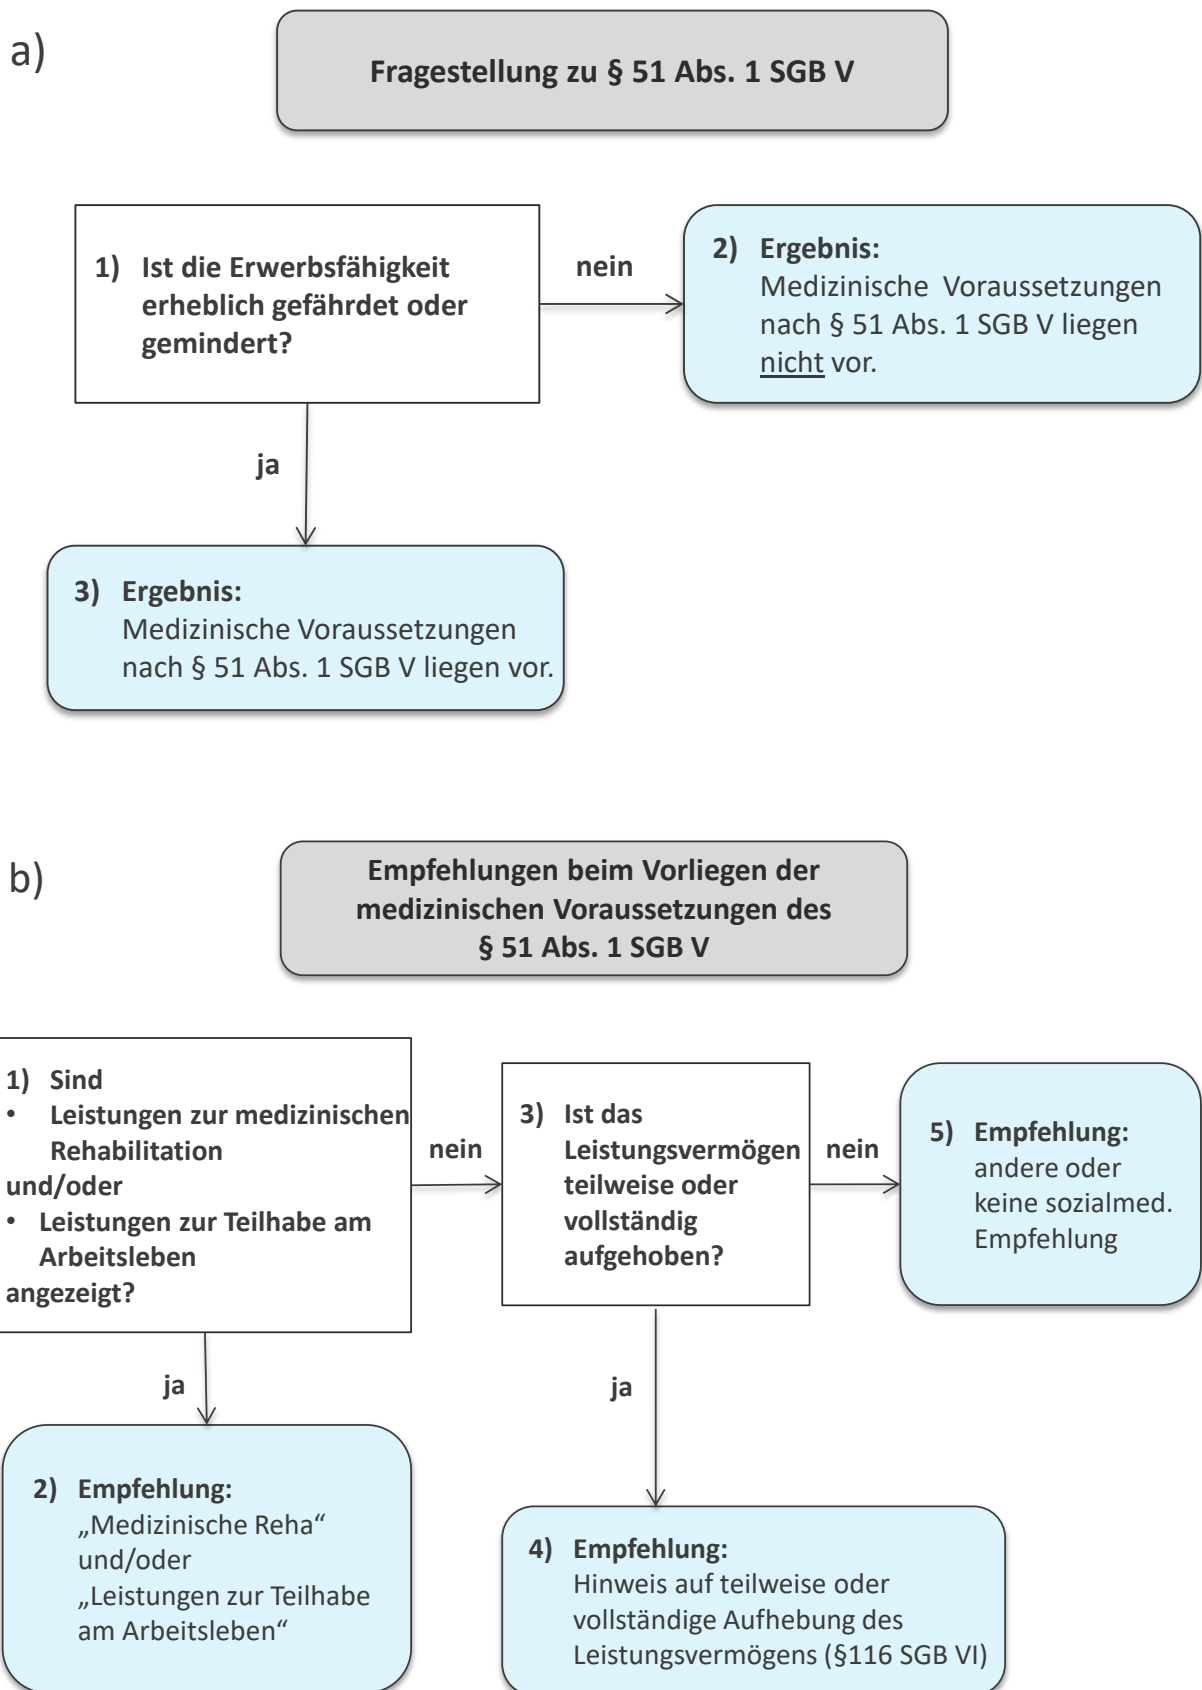 a)
Fragestellung zu § 51 Abs. 1 SGB V
1) Ist die Erwerbsfähigkeit
erheblich gefährdet oder
gemindert?
nein
2) Ergebnis:
Medizinische Voraussetzungen
nach § 51 Abs. 1 SGB V liegen
nicht vor.
ja
3) Ergebnis:
Medizinische Voraussetzungen
nach § 51 Abs. 1 SGB V liegen vor.
b)
Empfehlungen beim Vorliegen der
medizinischen Voraussetzungen des
§ 51 Abs. 1 SGB V
1) Sind
• Leistungen zur medizinischen
Rehabilitation
und/oder
• Leistungen zur Teilhabe am
Arbeitsleben
angezeigt?
nein
3) Ist das
Leistungsvermögen
teilweise oder
vollständig
aufgehoben?
nein
5) Empfehlung:
andere oder
keine sozialmed.
Empfehlung
ja
2) Empfehlung:
„Medizinische Reha“
und/oder
„Leistungen zur Teilhabe
am Arbeitsleben“
ja
4) Empfehlung:
Hinweis auf teilweise oder
vollständige Aufhebung des
Leistungsvermögens (§116 SGB VI)